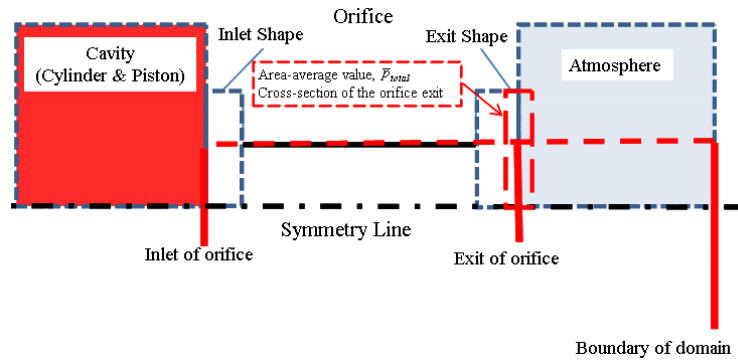 Orifice
Inlet Shape
Exit Shape
Cavity
(Cylinder & Piston)
Area-average value, P̅total
Cross-section of the orifice exit
Atmosphere
Symmetry Line
Inlet of orifice
Exit of orifice
Boundary of domain